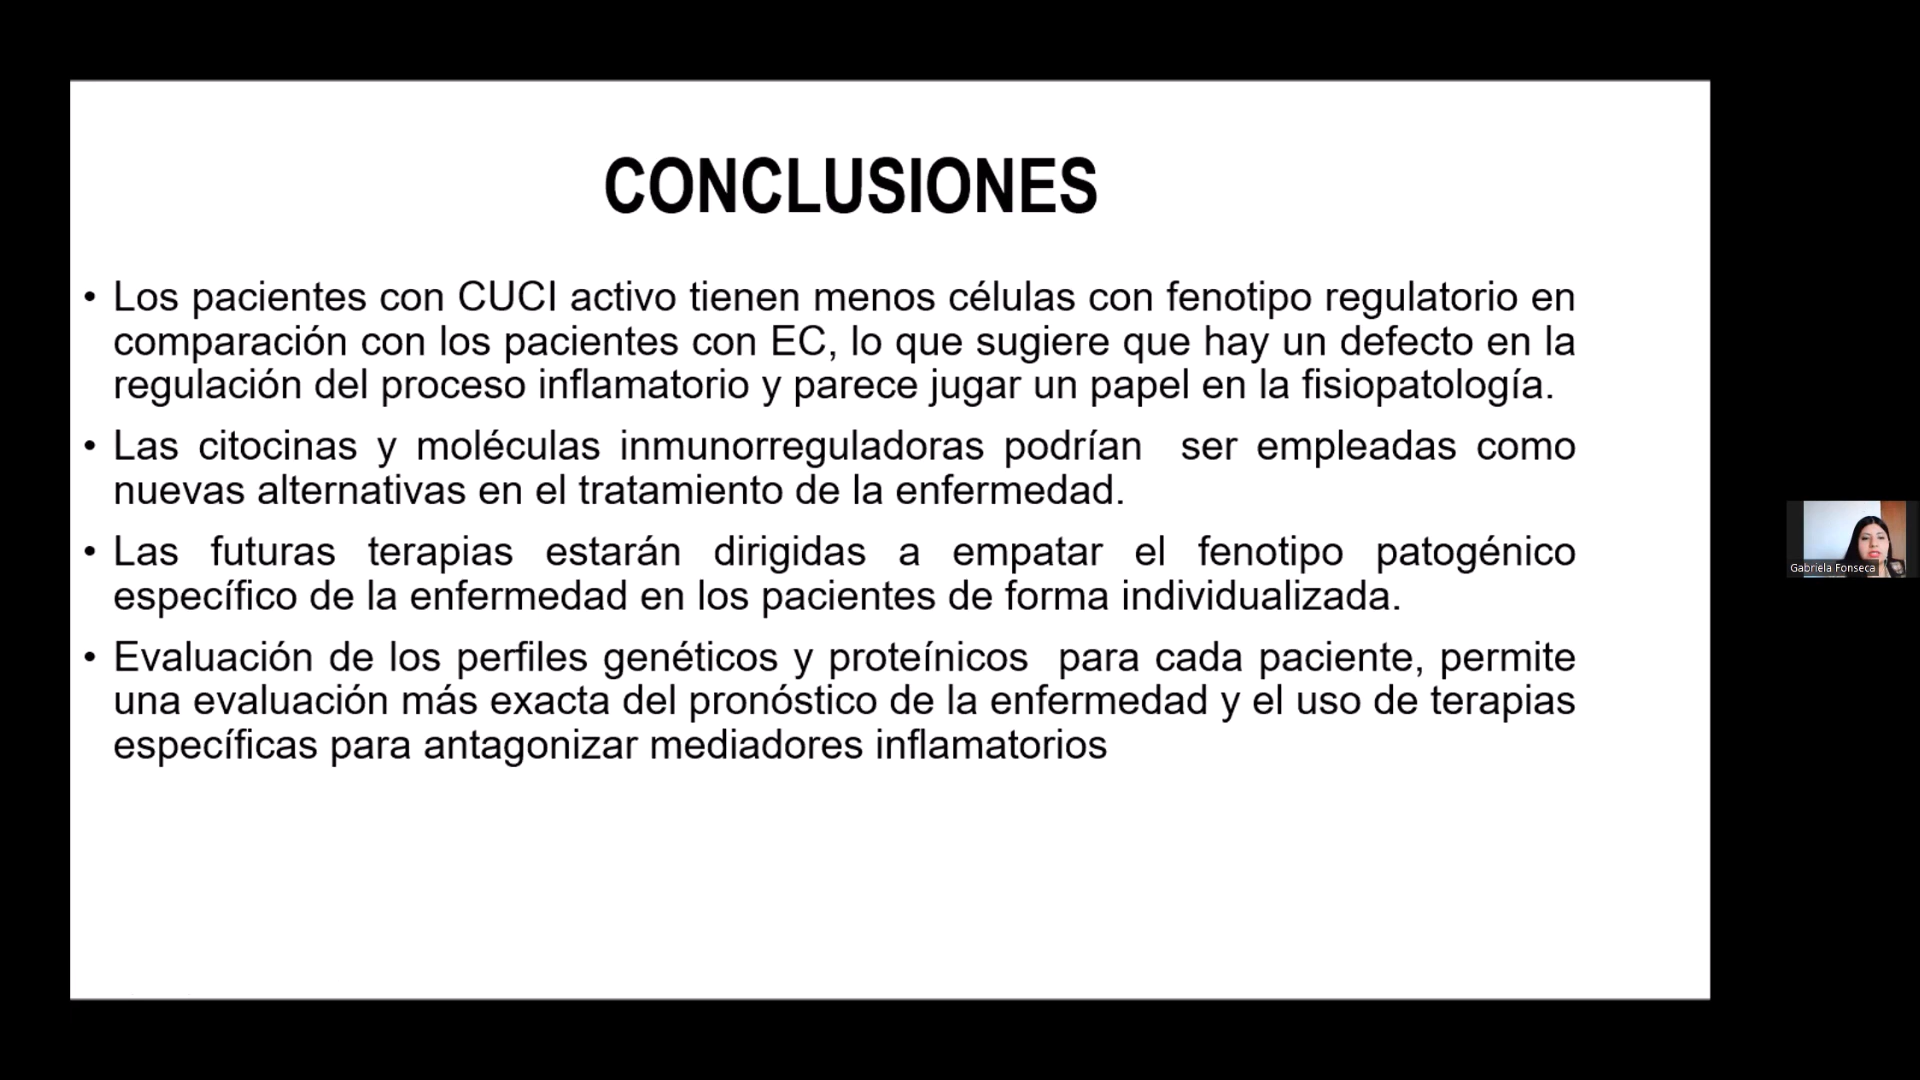 CONCLUSIONES
• Los pacientes con CUCI activo tienen menos células con fenotipo regulatorio en
comparación con los pacientes con EC, lo que sugiere que hay un defecto en la
regulación del proceso inflamatorio y parece jugar un papel en la fisiopatología.
• Las citocinas y moléculas inmunorreguladoras podrían ser empleadas como
nuevas alternativas en el tratamiento de la enfermedad.
• Las futuras terapias estarán dirigidas a empatar el fenotipo patogénico
específico de la enfermedad en los pacientes de forma individualizada.
• Evaluación de los perfiles genéticos y proteínicos para cada paciente, permite
una evaluación más exacta del pronóstico de la enfermedad y el uso de terapias
específicas para antagonizar mediadores inflamatorios
Gabriela Fonseca